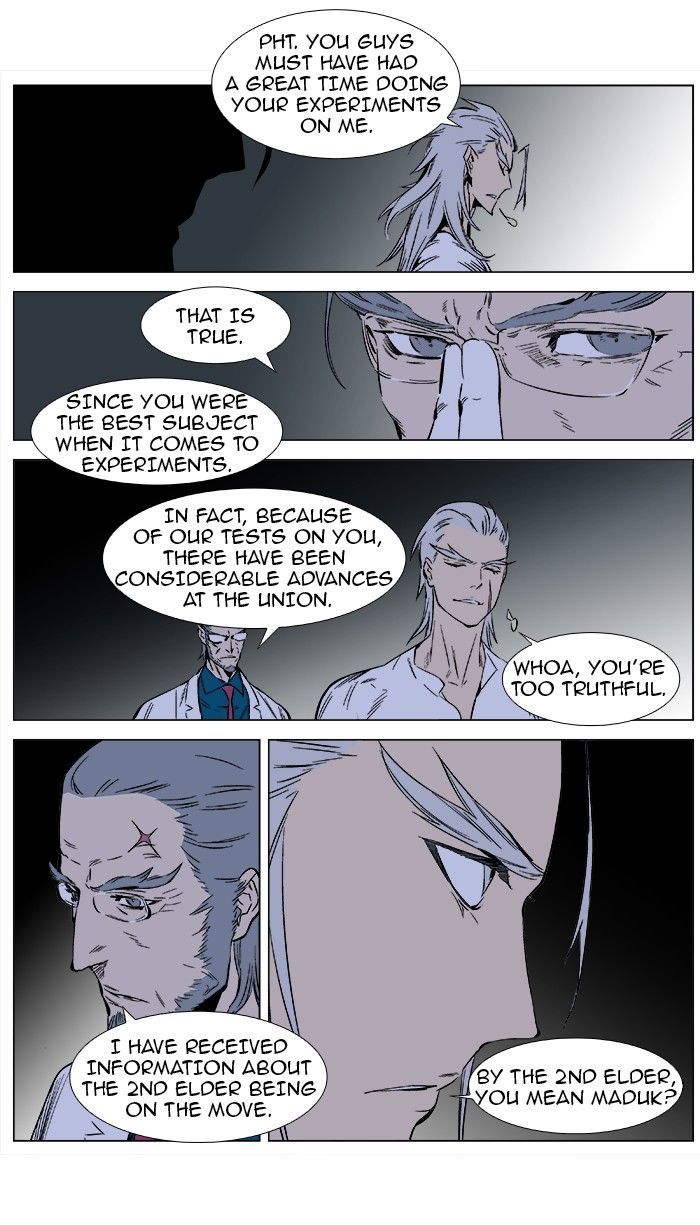 PHT. YOU GUYS
MUST HAVE HAD
A GREAT TIME DOING
YOUR EXPERIMENTS
ON ME.
THAT IS
TRUE.
SINCE YOU WERE
THE BEST SUBJECT
WHEN IT COMES TO
EXPERIMENTS.
IN FACT, BECAUSE
OF OUR TESTS ON YOU,
THERE HAVE BEEN
CONSIDERABLE ADVANCES
AT THE UNION.
WHOA, YOU'RE
TOO TRUTHFUL.
I HAVE RECEIVED
INFORMATION ABOUT
THE 2ND ELDER BEING
ON THE MOVE.
BY THE 2ND ELDER,
YOU MEAN MADUK?